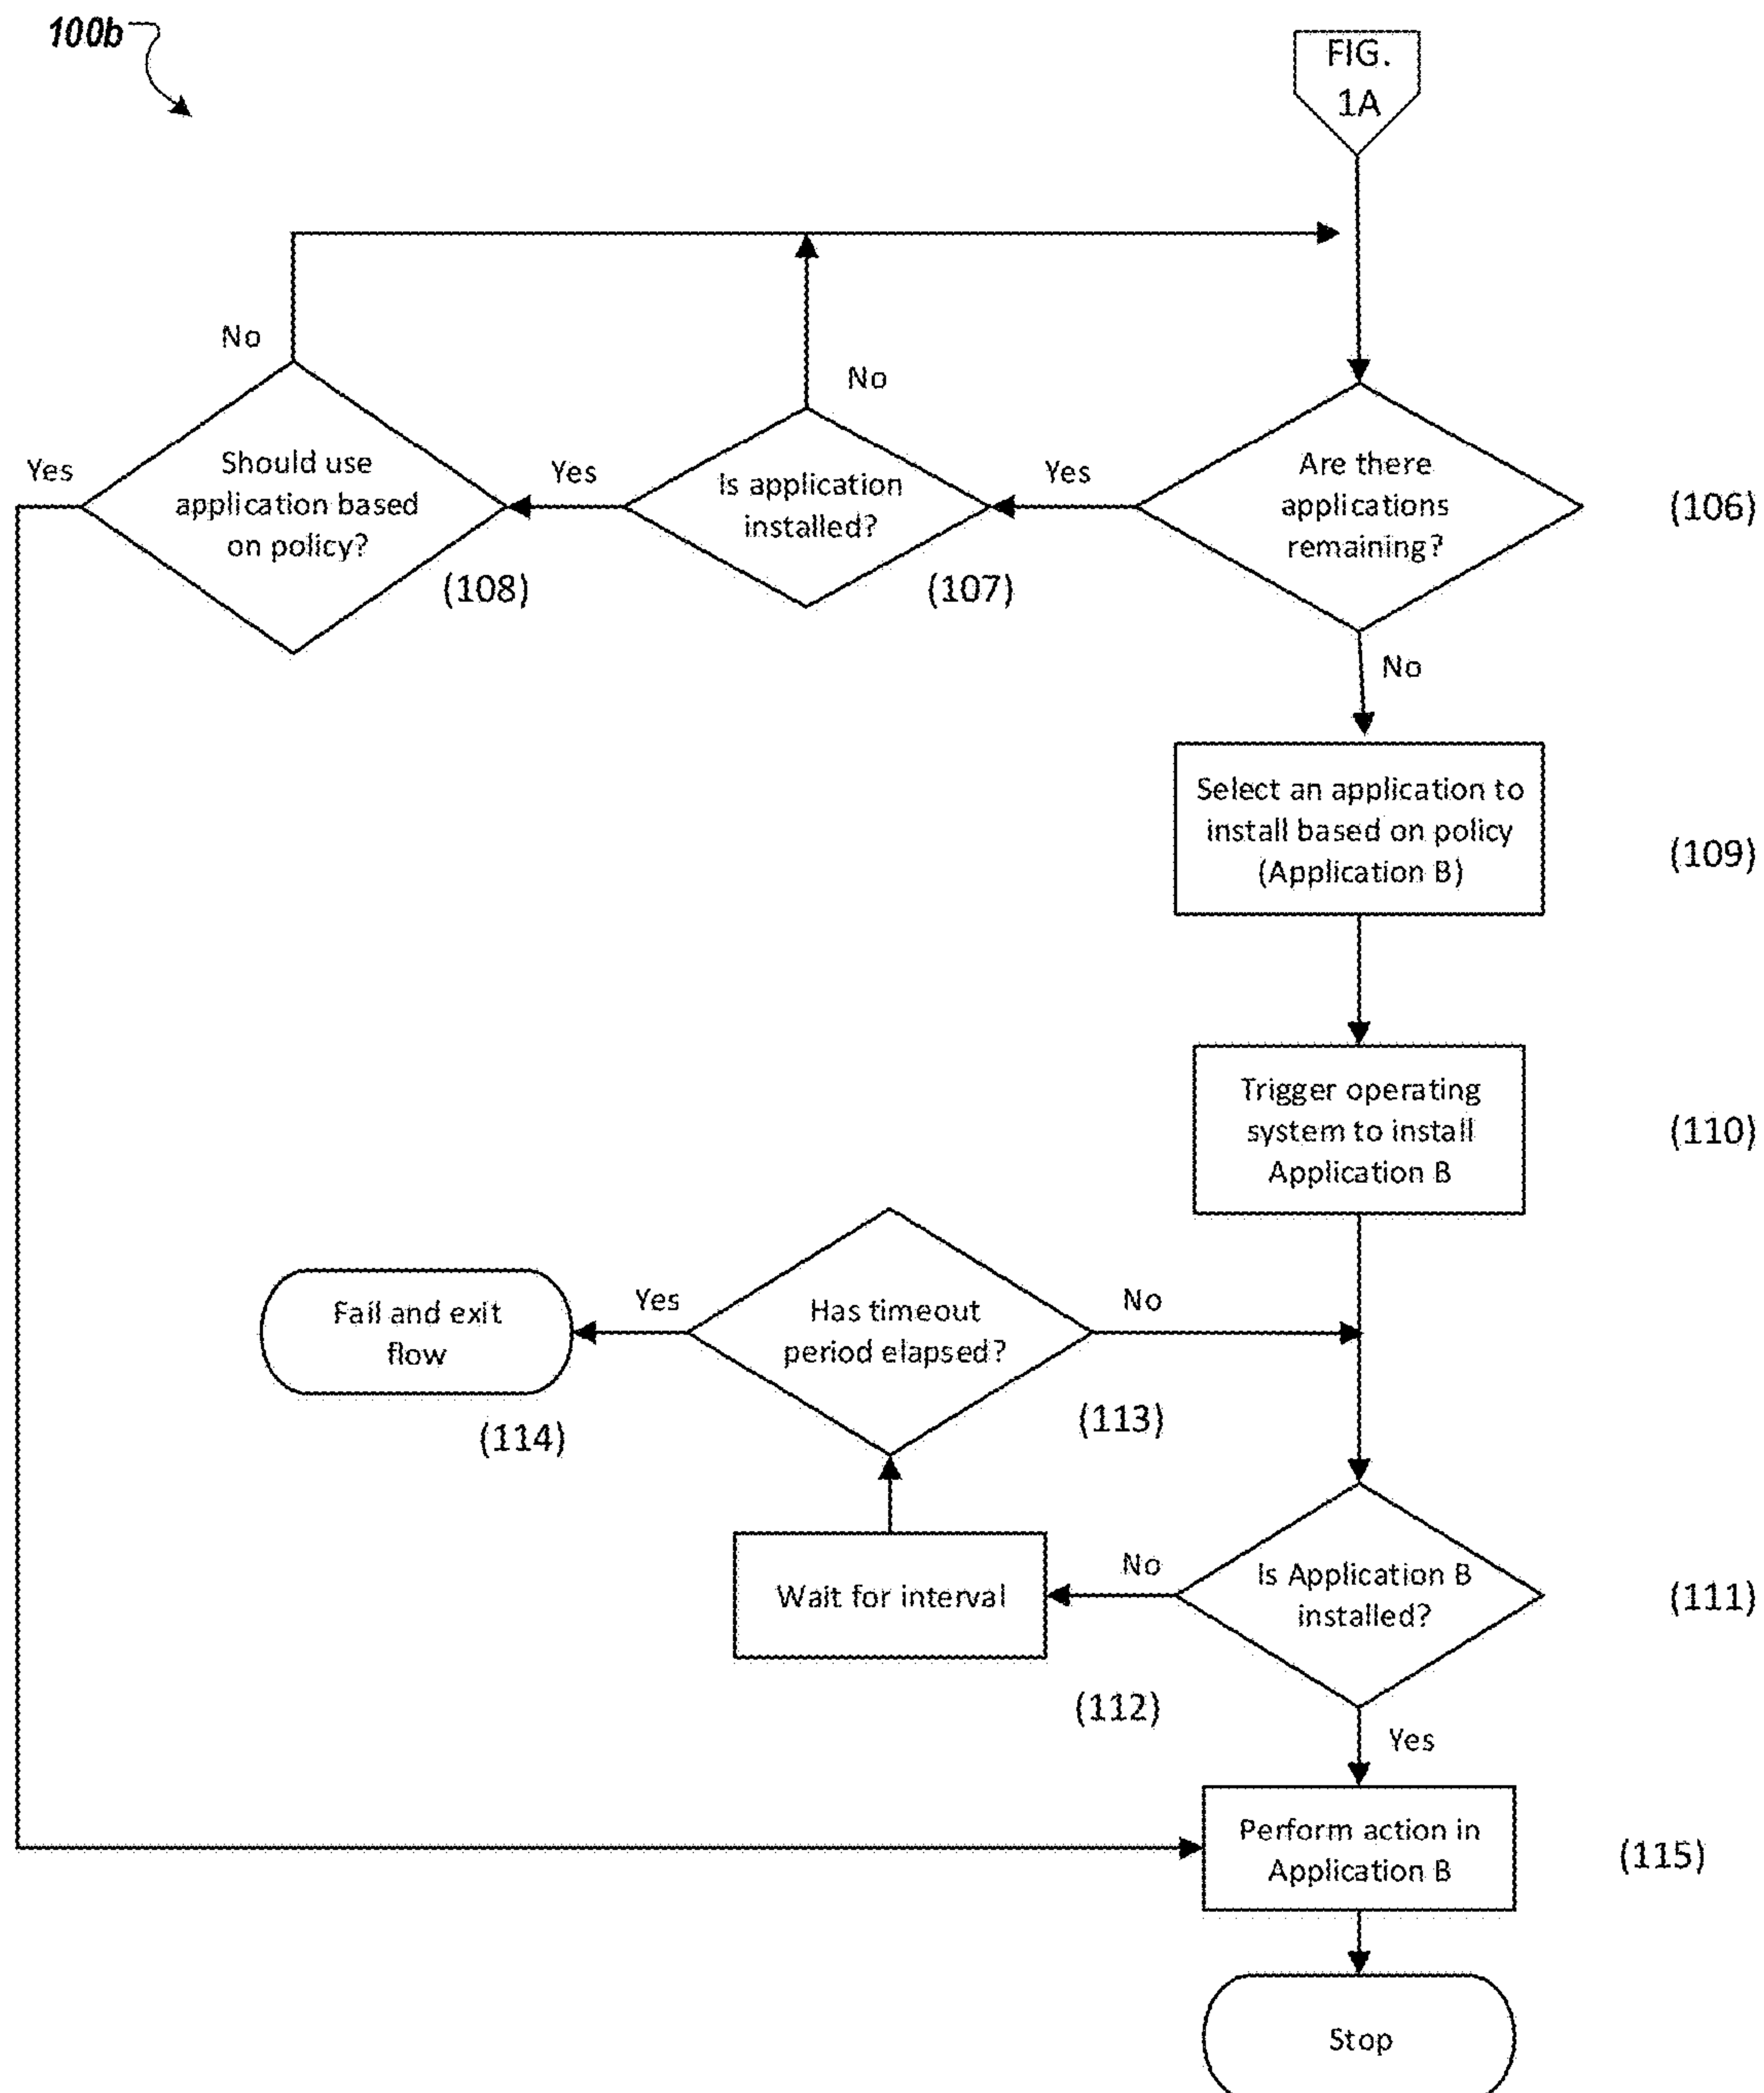 100b
FIG.
1A
No
No
Yes
Should use
application based
on policy?
(108)
Yes
Is application
installed?
(107)
Yes
Are there
applications
remaining?
(106)
No
Select an application to
install based on policy
(Application B)
(109)
Trigger operating
system to install
Application B
(110)
Fail and exit
flow
(114)
Yes
Has timeout
period elapsed?
(113)
No
Wait for interval
(112)
No
Is Application B
installed?
(111)
Yes
Perform action in
Application B
(115)
Stop